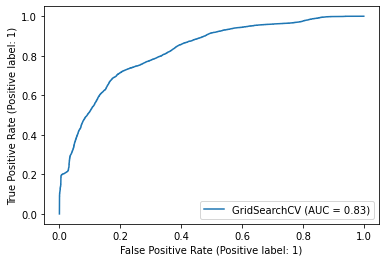 1.0
0.8
0.6
0.4
0.2
0.0
True Positive Rate (Positive label: 1)
GridSearchCV (AUC = 0.83)
0.0 0.2 0.4 0.6 0.8 1.0
False Positive Rate (Positive label: 1)